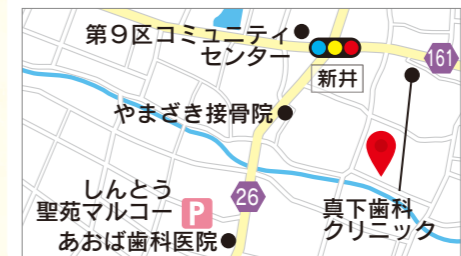 第9区コミュニティ
センター
161
新井
やまざき接骨院
しんとう
聖苑マルコー
P
26
あおば歯科医院
真下歯科
クリニック